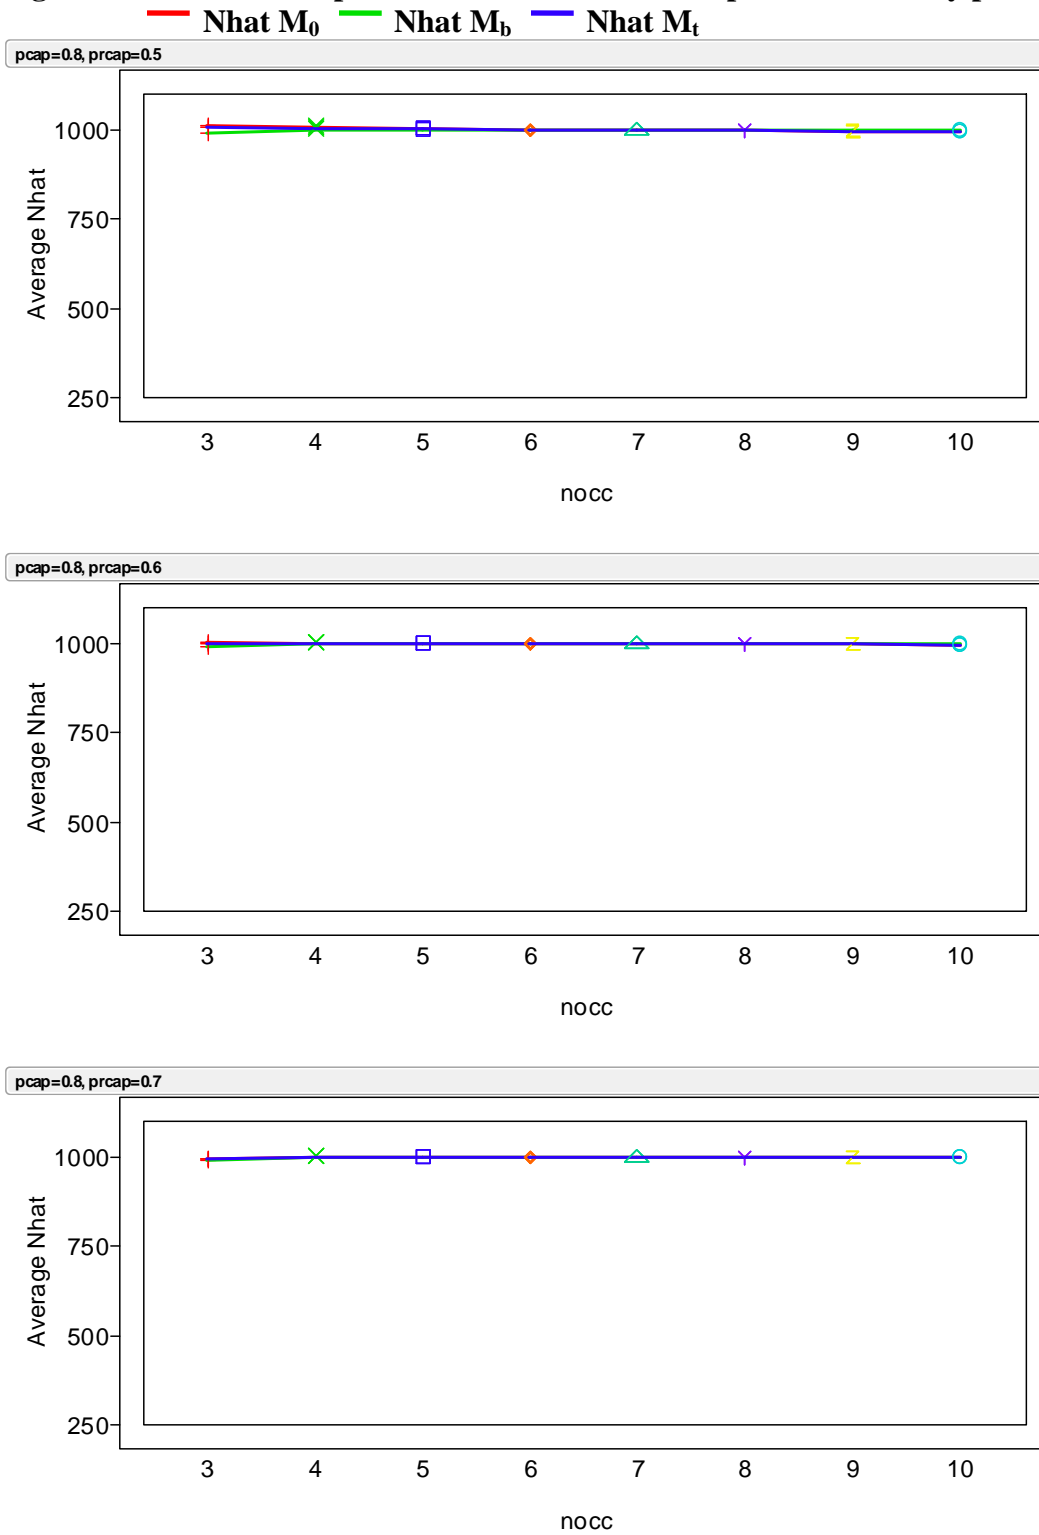 Nhat M₀ Nhat M_b Nhat Mₜ
pcap=0.8, prcap=0.5
1000
750
500
250
Average Nhat
3 4 5 6 7 8 9 10
nocc
pcap=0.8, prcap=0.6
1000
750
500
250
Average Nhat
3 4 5 6 7 8 9 10
nocc
pcap=0.8, prcap=0.7
1000
750
500
250
Average Nhat
3 4 5 6 7 8 9 10
nocc